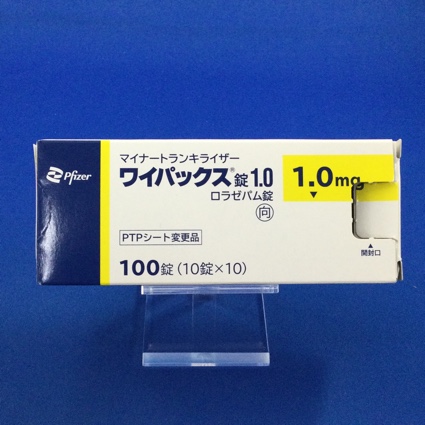 Pfizer
マイナートランキライザー
ワイパックス®錠1.0
ロラゼパム錠
向
1.0mg
PTPシート変更品
100錠(10錠×10)
開封口